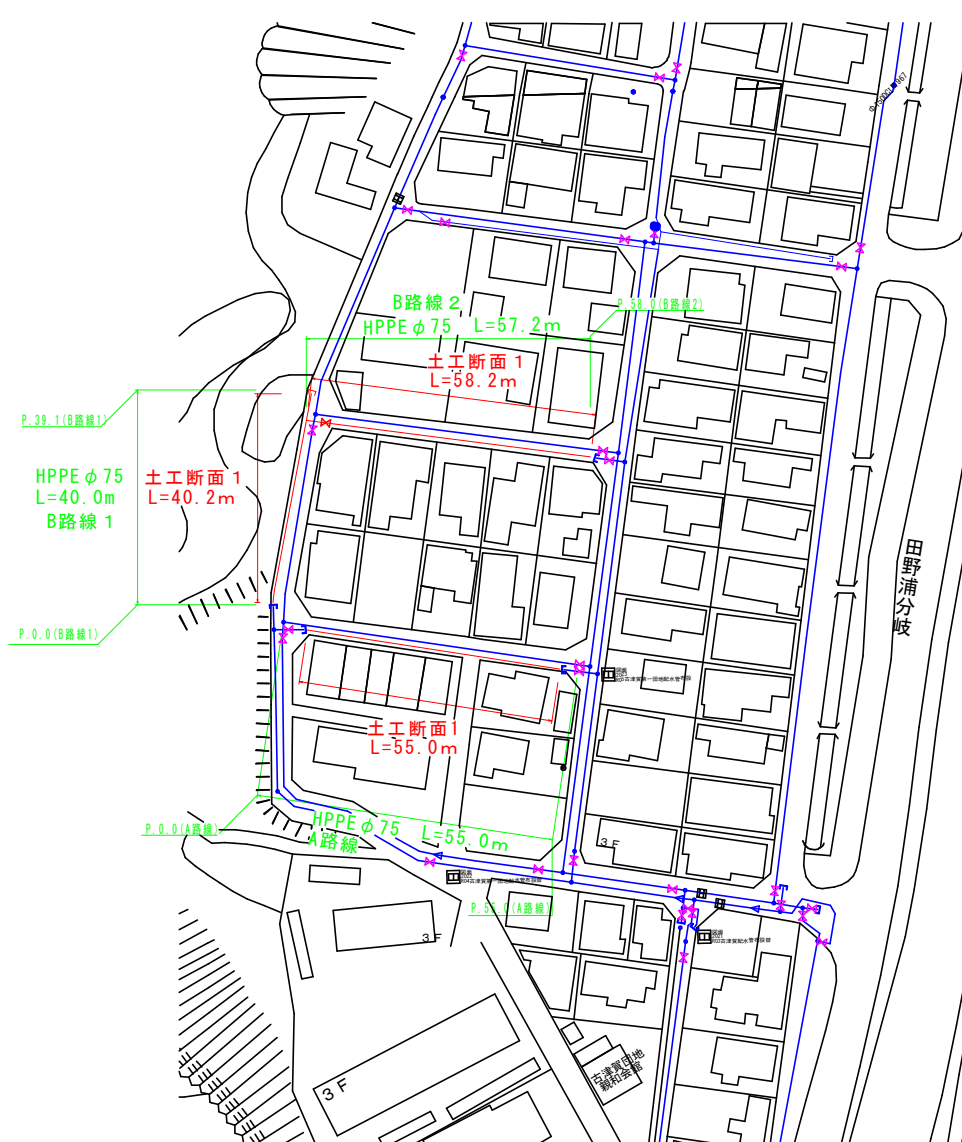 B路線2
HPPEφ75 L=57.2m
P.58.0(B路線2)
土工断面1
L=58.2m
P.39.1(B路線1)
HPPEφ75
L=40.0m
B路線1
土工断面1
L=40.2m
P.0.0(B路線1)
田野浦分岐
土工断面1
L=55.0m
P.0.0(A路線)
HPPEφ75 L=55.0m
A路線
3F
P.55.0(A路線)
3F
3F
古津賀団地
親和会館